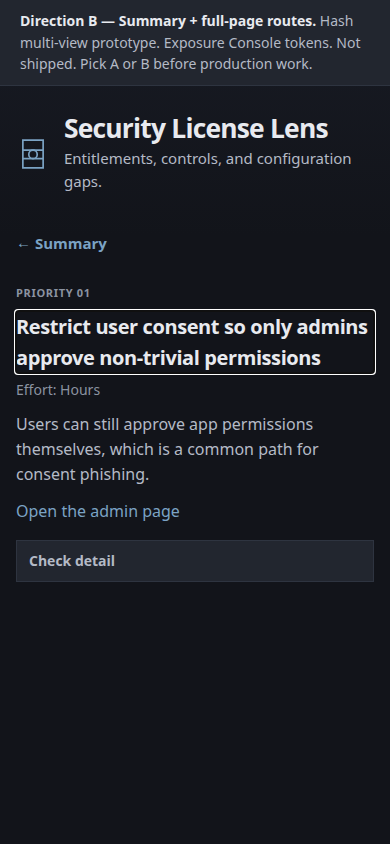 Direction B — Summary + full-page routes. Hash
multi-view prototype. Exposure Console tokens. Not
shipped. Pick A or B before production work.
Security License Lens
Entitlements, controls, and configuration
gaps.
← Summary
PRIORITY 01
Restrict user consent so only admins
approve non-trivial permissions
Effort: Hours
Users can still approve app permissions
themselves, which is a common path for
consent phishing.
Open the admin page
Check detail